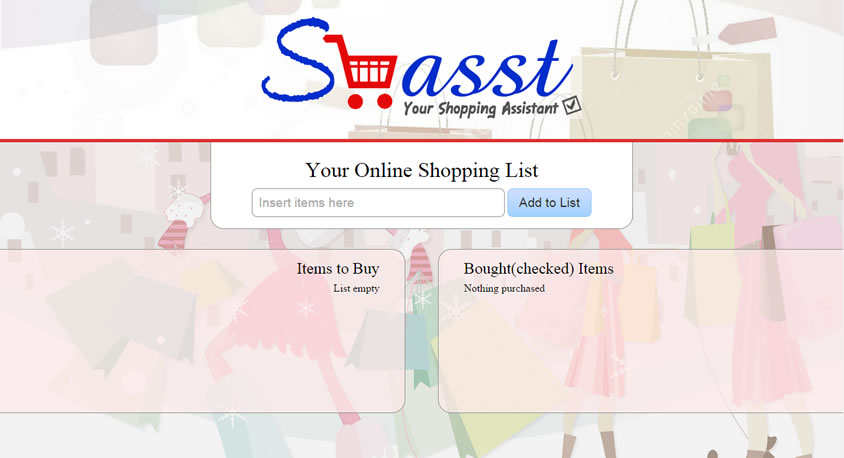 Sasst
Your Shopping Assistant
Your Online Shopping List
Insert items here
Add to List
Items to Buy
List empty
Bought(checked) Items
Nothing purchased